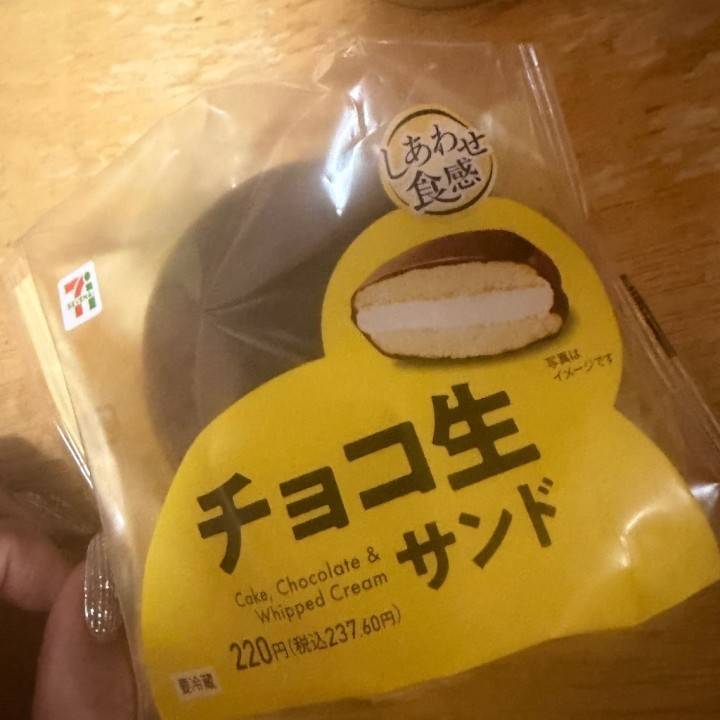 しあわせ
食感
7i
SEVEN&i
写真は
イメージです
チョコ生
サンド
Cake, Chocolate &
Whipped Cream
220円(税込237.60円)
要冷蔵